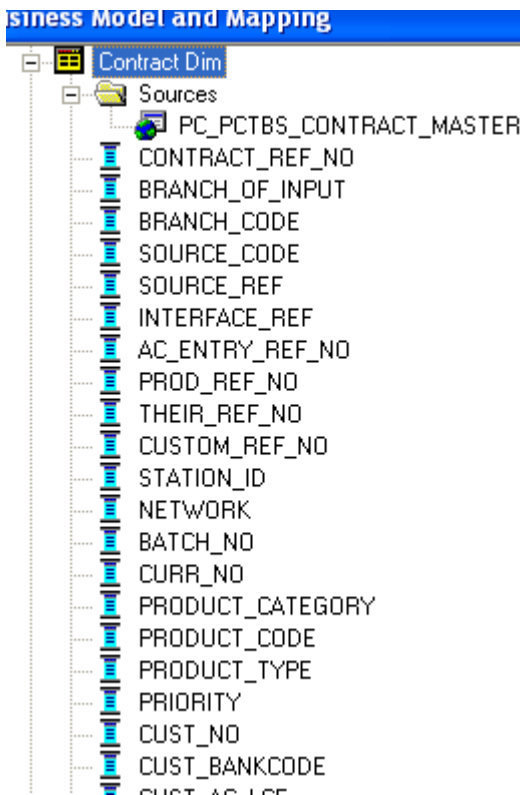 siness Model and Mapping
Contract Dim
Sources
PC_PCTBS_CONTRACT_MASTER
CONTRACT_REF_NO
BRANCH_OF_INPUT
BRANCH_CODE
SOURCE_CODE
SOURCE_REF
INTERFACE_REF
AC_ENTRY_REF_NO
PROD_REF_NO
THEIR_REF_NO
CUSTOM_REF_NO
STATION_ID
NETWORK
BATCH_NO
CURR_NO
PRODUCT_CATEGORY
PRODUCT_CODE
PRODUCT_TYPE
PRIORITY
CUST_NO
CUST_BANKCODE